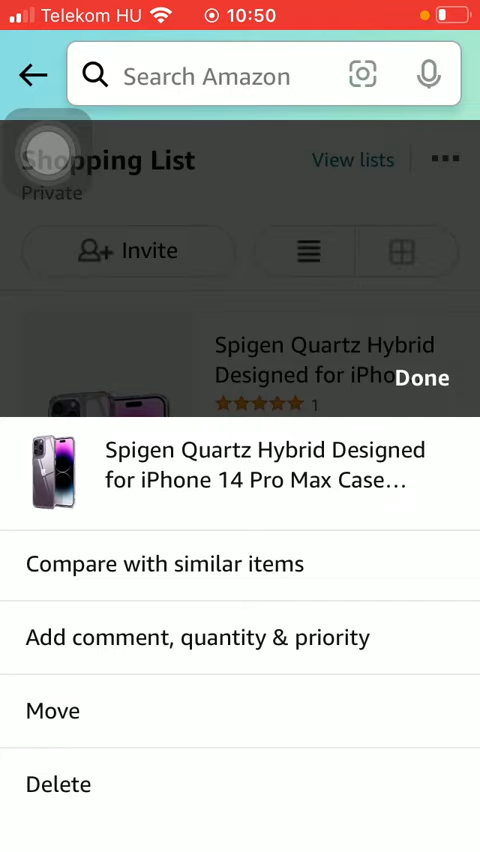 Telekom HU 10:50
Search Amazon
Shopping List View lists
Private
Invite
Spigen Quartz Hybrid
Designed for iPho
Done
1
Spigen Quartz Hybrid Designed
for iPhone 14 Pro Max Case...
Compare with similar items
Add comment, quantity & priority
Move
Delete